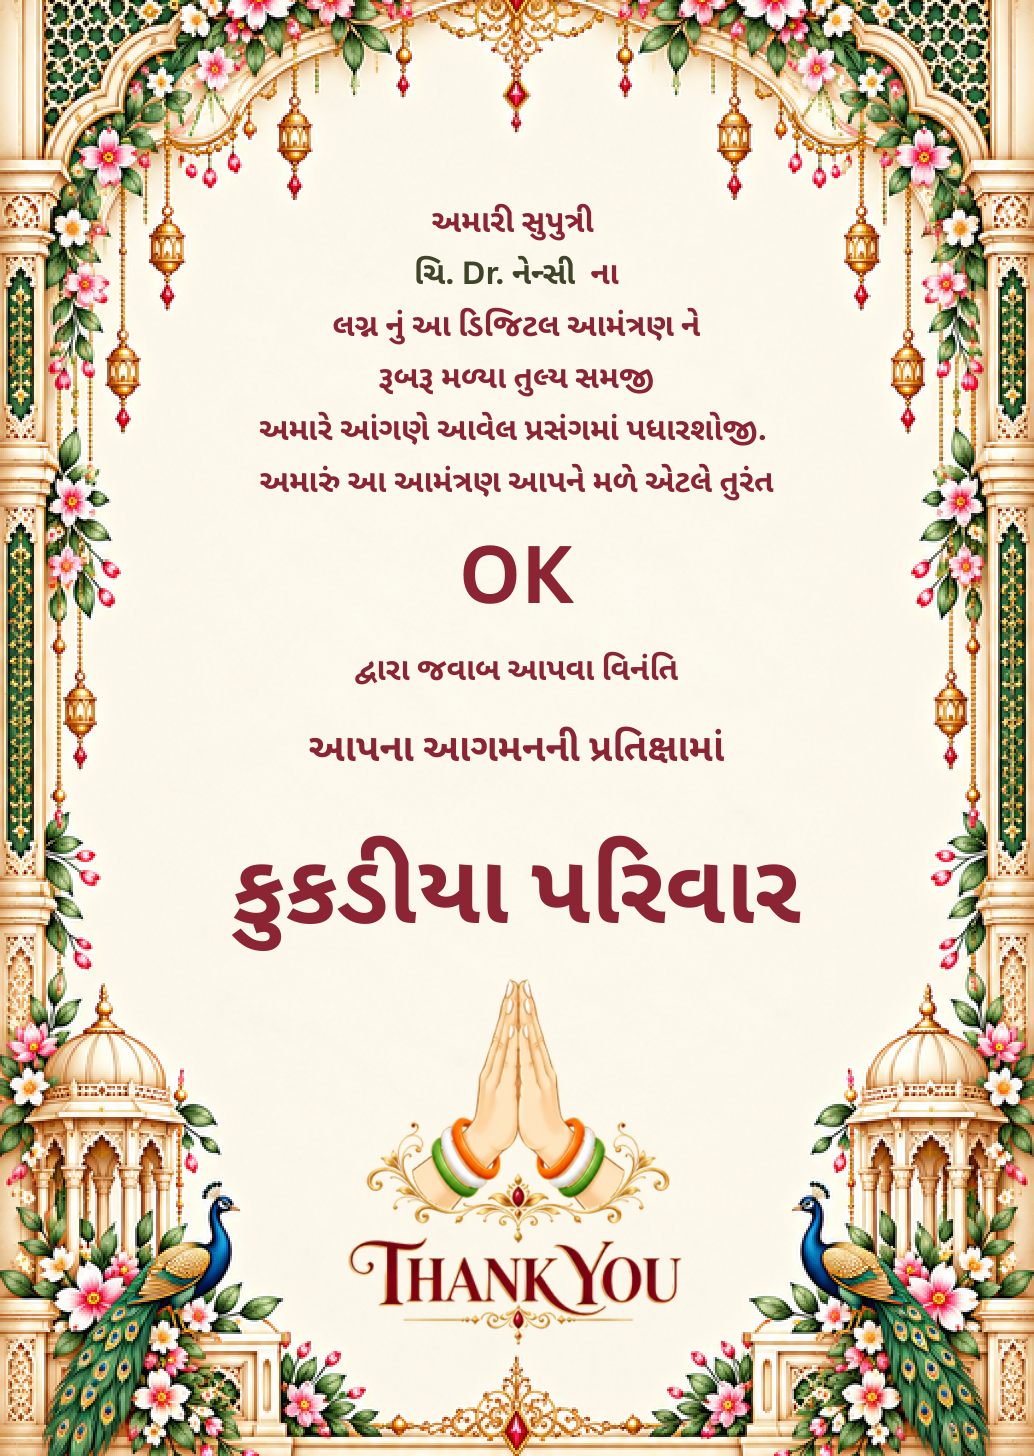 અમારી સુપુત્રી
ચિ. Dr. નેન્સી ના
લગ્ન નું આ ડિજિટલ આમંત્રણ ને
રૂબરૂ મળ્યા તુલ્ય સમજી
અમારે આંગણે આવેલ પ્રસંગમાં પધારશોજી.
અમારું આ આમંત્રણ આપને મળે એટલે તુરંત
OK
દ્વારા જવાબ આપવા વિનંતિ
આપના આગમનની પ્રતિક્ષામાં
કુકડીયા પરિવાર
THANK YOU